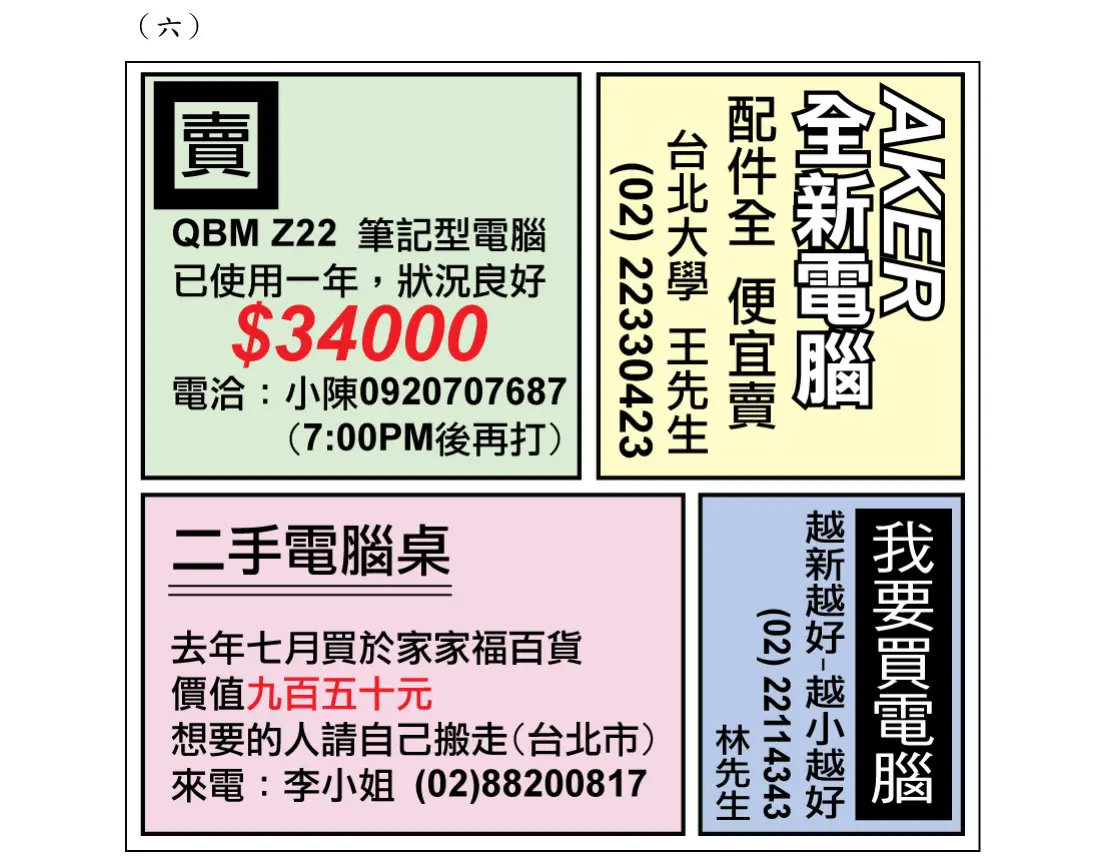 （六）
賣
QBM Z22 筆記型電腦
已使用一年，狀況良好
$34000
電洽：小陳0920707687
（7:00PM後再打）
AKER
全新電腦
配件全 便宜賣
台北大學 王先生
(02) 22330423
二手電腦桌
去年七月買於家家福百貨
價值九百五十元
想要的人請自己搬走（台北市）
來電：李小姐 (02)88200817
我要買電腦
越新越好-越小越好
(02) 22114343
林先生